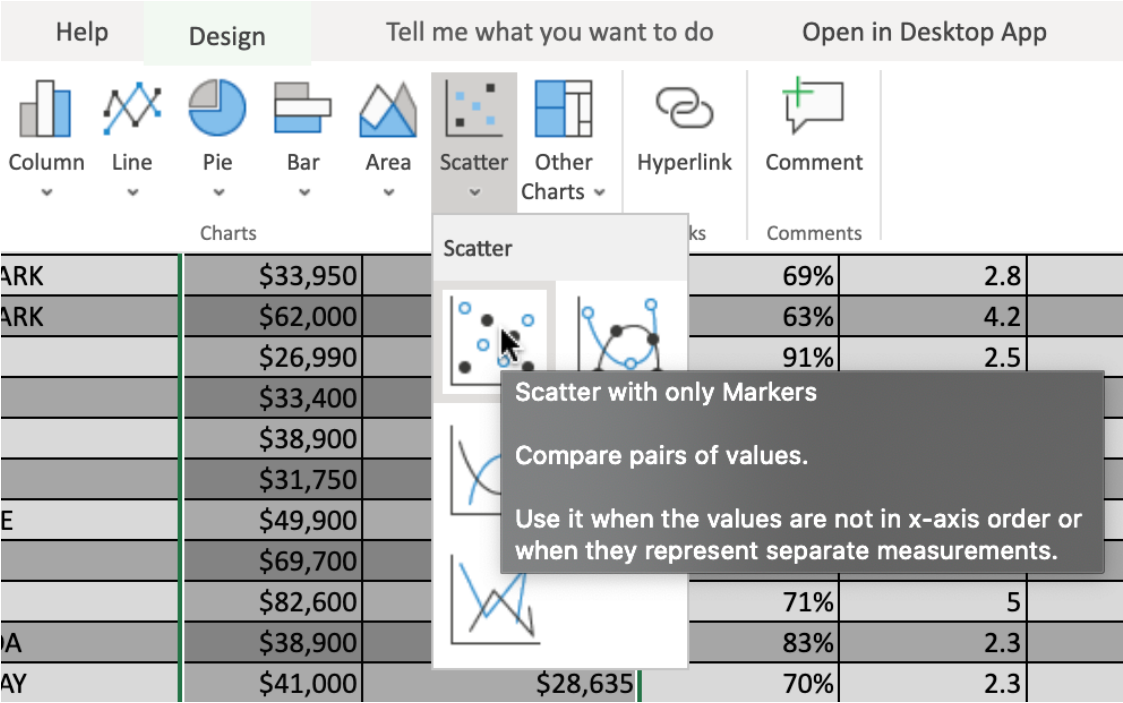 Help Design Tell me what you want to do Open in Desktop App
Column Line Pie Bar Area Scatter Other Charts Hyperlink Comment
Charts ks Comments
Scatter
ARK $33,950 69% 2.8
ARK $62,000 63% 4.2
$26,990 91% 2.5
Scatter with only Markers
$33,400
$38,900
Compare pairs of values.
$31,750
E $49,900
Use it when the values are not in x-axis order or
when they represent separate measurements.
$69,700
$82,600 71% 5
DA $38,900 83% 2.3
AY $41,000 $28,635 70% 2.3